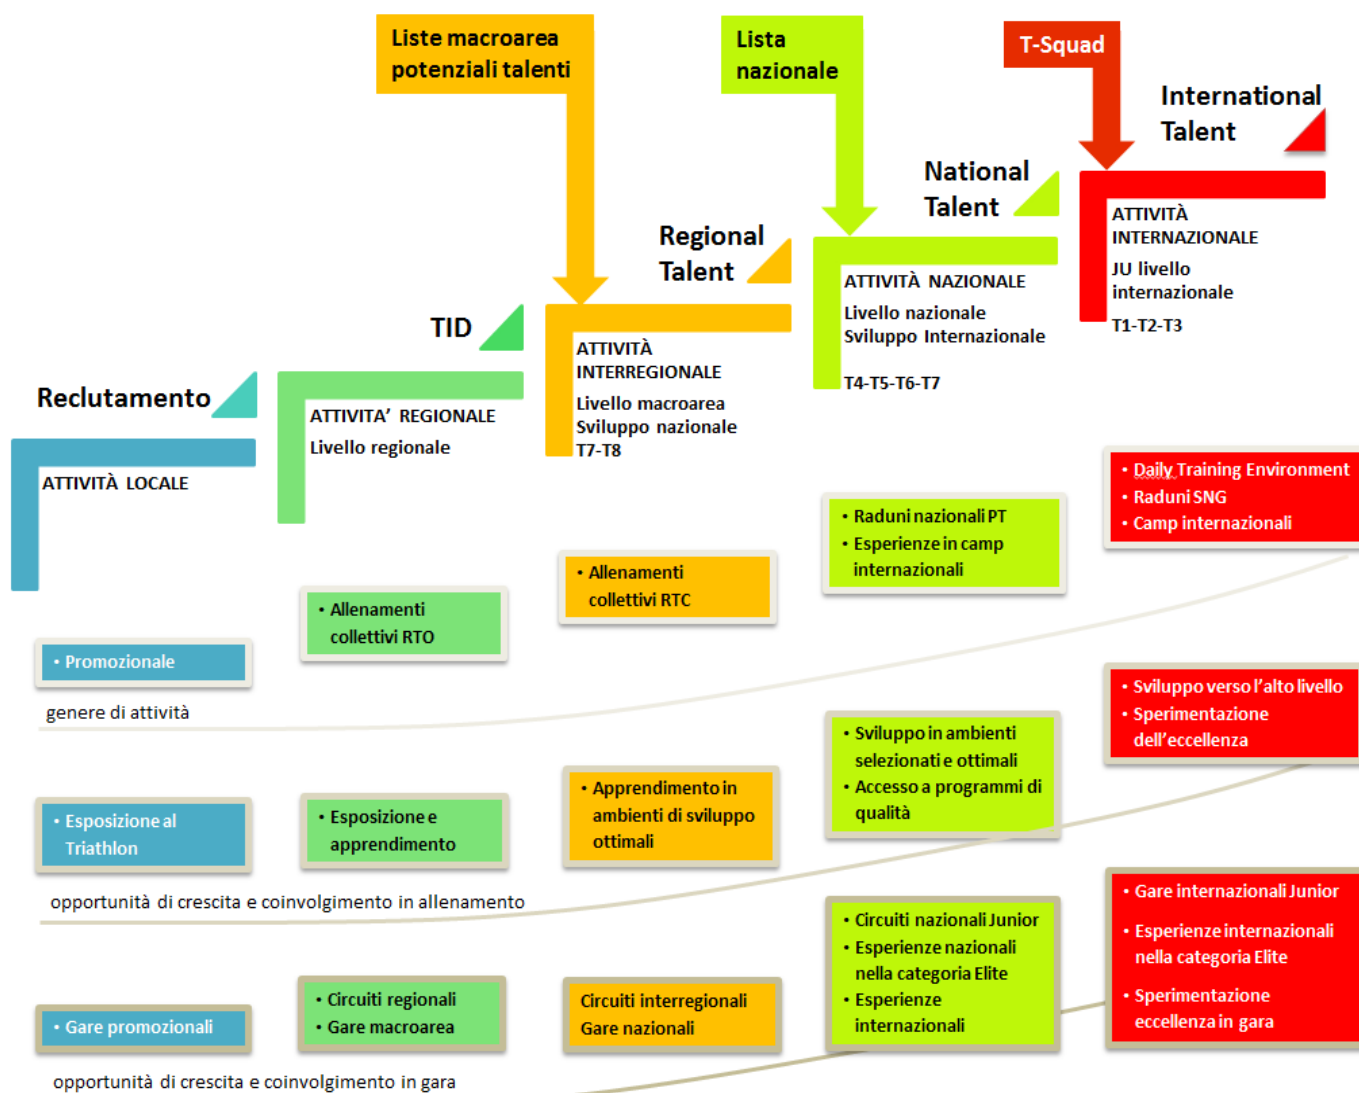 Liste macroarea
potenziali talenti
Lista
nazionale
T-Squad
International
Talent
National
Talent
Regional
Talent
TID
Reclutamento
ATTIVITÀ
INTERNAZIONALE
JU livello
internazionale
T1-T2-T3
ATTIVITÀ NAZIONALE
Livello nazionale
Sviluppo Internazionale
T4-T5-T6-T7
ATTIVITÀ
INTERREGIONALE
Livello macroarea
Sviluppo nazionale
T7-T8
ATTIVITA’ REGIONALE
Livello regionale
ATTIVITÀ LOCALE
• Promozionale
• Allenamenti
collettivi RTO
• Allenamenti
collettivi RTC
• Raduni nazionali PT
• Esperienze in camp
internazionali
• Daily Training Environment
• Raduni SNG
• Camp internazionali
genere di attività
• Esposizione al
Triathlon
• Esposizione e
apprendimento
• Apprendimento in
ambienti di sviluppo
ottimali
• Sviluppo in ambienti
selezionati e ottimali
• Accesso a programmi di
qualità
• Sviluppo verso l’alto livello
• Sperimentazione
dell’eccellenza
opportunità di crescita e coinvolgimento in allenamento
• Gare promozionali
• Circuiti regionali
• Gare macroarea
Circuiti interregionali
Gare nazionali
• Circuiti nazionali Junior
• Esperienze nazionali
nella categoria Elite
• Esperienze
internazionali
• Gare internazionali Junior
• Esperienze internazionali
nella categoria Elite
• Sperimentazione
eccellenza in gara
opportunità di crescita e coinvolgimento in gara